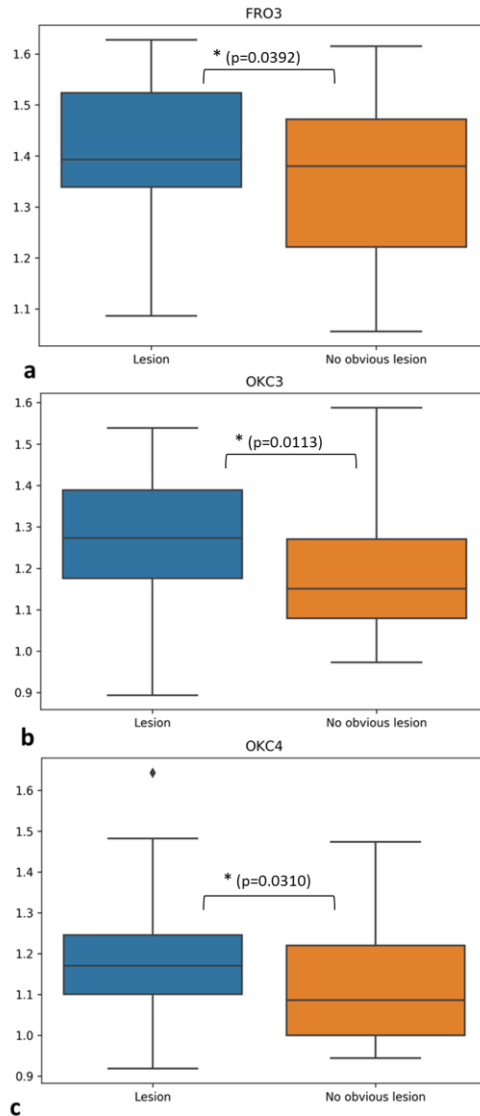 FRO3
1.6
1.5
1.4
1.3
1.2
1.1
* (p=0.0392)
Lesion No obvious lesion
a
OKC3
1.6
1.5
1.4
1.3
1.2
1.1
1.0
0.9
* (p=0.0113)
Lesion No obvious lesion
b
OKC4
1.6
1.5
1.4
1.3
1.2
1.1
1.0
0.9
* (p=0.0310)
Lesion No obvious lesion
c